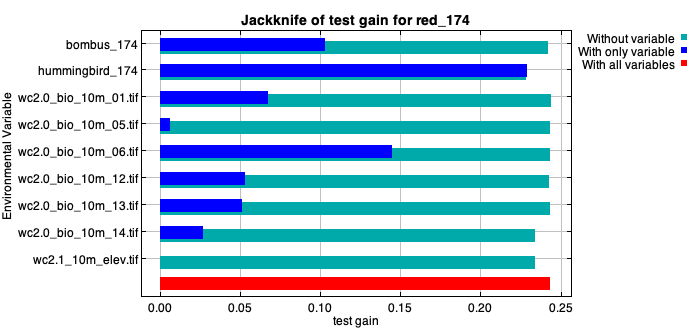 Jackknife of test gain for red_174
Without variable
With only variable
With all variables
Environmental Variable
bombus_174
hummingbird_174
wc2.0_bio_10m_01.tif
wc2.0_bio_10m_05.tif
wc2.0_bio_10m_06.tif
wc2.0_bio_10m_12.tif
wc2.0_bio_10m_13.tif
wc2.0_bio_10m_14.tif
wc2.1_10m_elev.tif
0.00 0.05 0.10 0.15 0.20 0.25
test gain